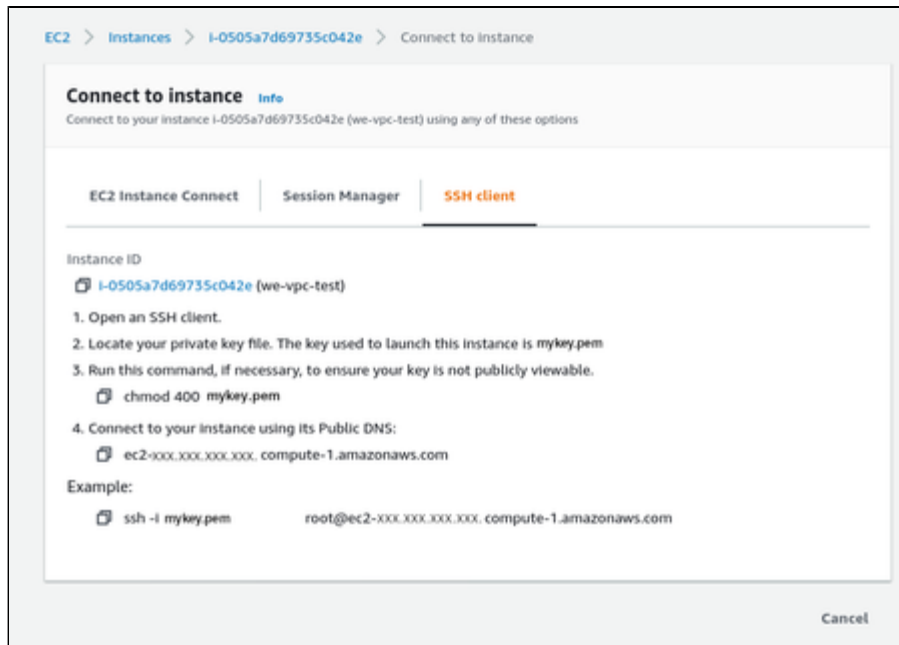 EC2 > Instances > i-0505a7d69735c042e > Connect to instance
Connect to instance Info
Connect to your instance i-0505a7d69735c042e (we-vpc-test) using any of these options
EC2 Instance Connect Session Manager SSH client
Instance ID
i-0505a7d69735c042e (we-vpc-test)
1. Open an SSH client.
2. Locate your private key file. The key used to launch this instance is mykey.pem
3. Run this command, if necessary, to ensure your key is not publicly viewable.
chmod 400 mykey.pem
4. Connect to your instance using its Public DNS:
ec2-xxx.xxx.xxx.xxx. compute-1.amazonaws.com
Example:
ssh -i mykey.pem root@ec2-xxx.xxx.xxx.xxx. compute-1.amazonaws.com
Cancel